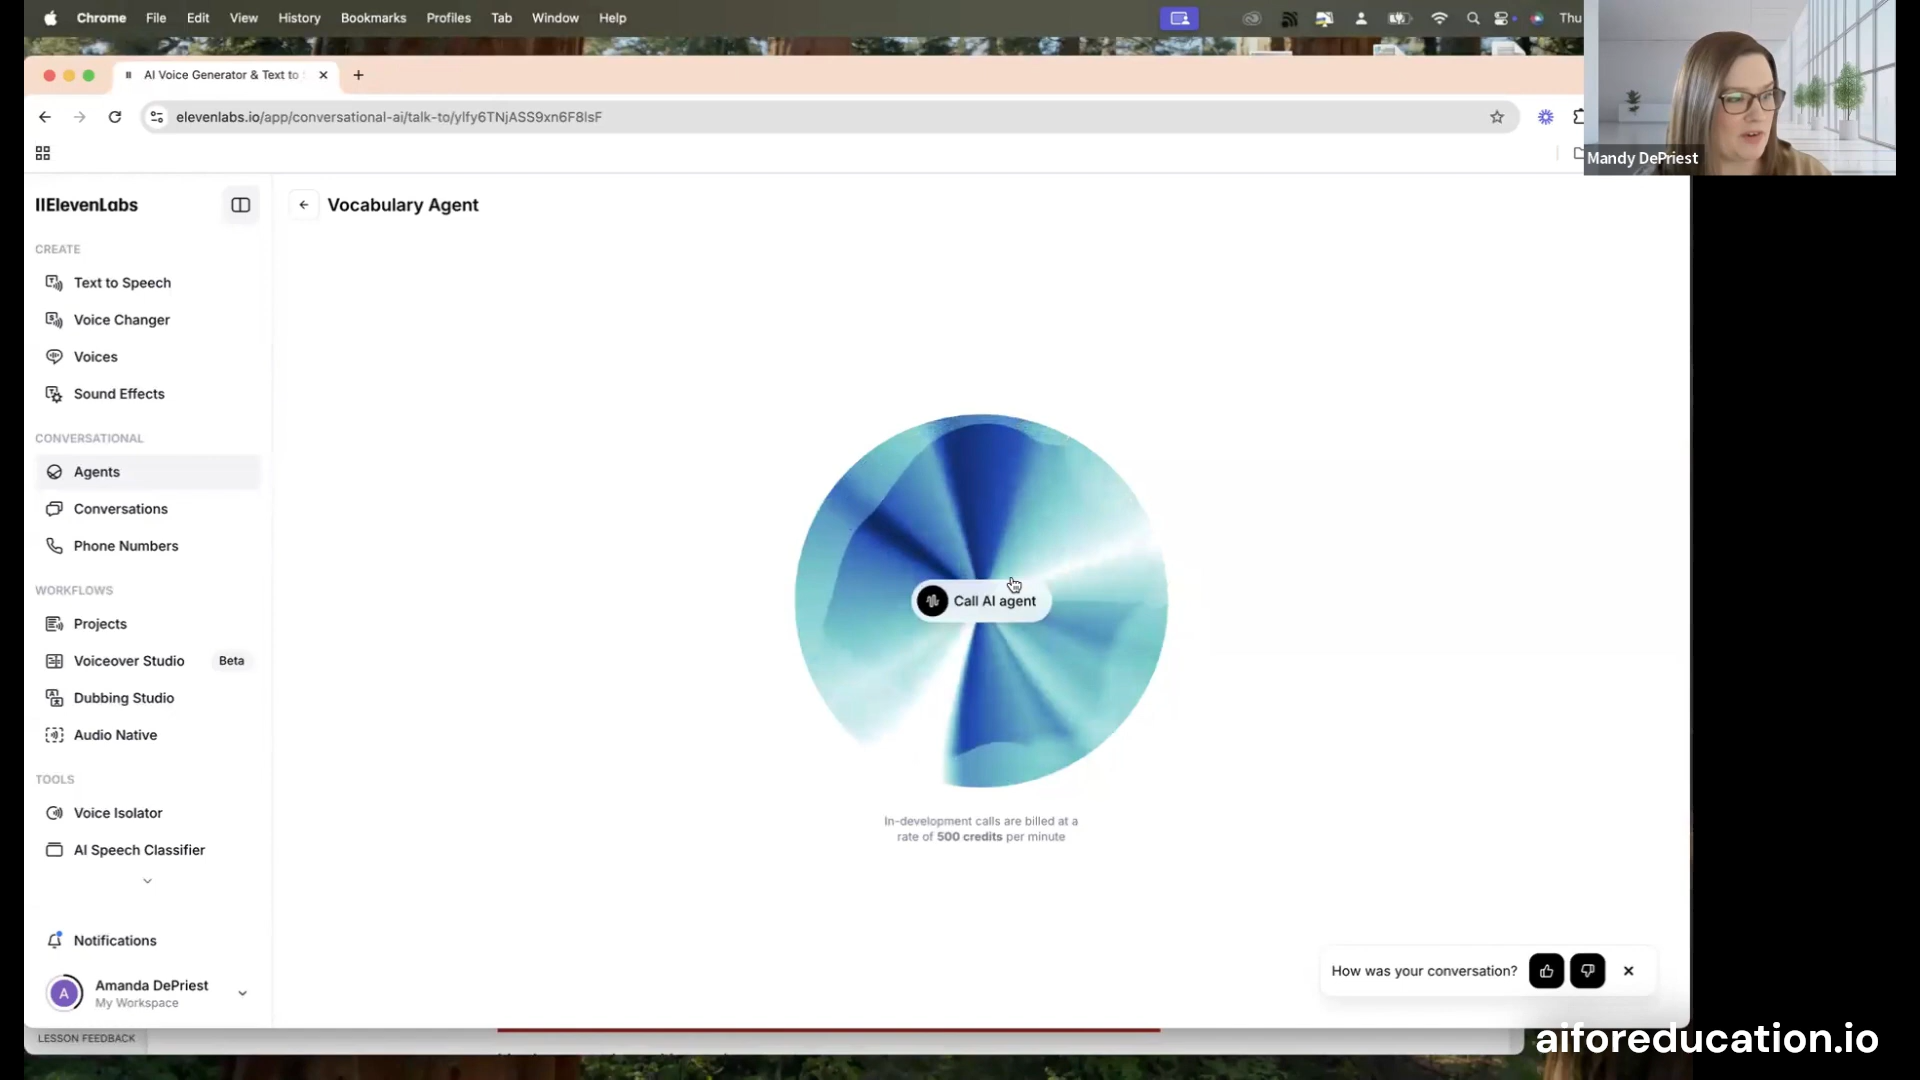 Chrome File Edit View History Bookmarks Profiles Tab Window Help Thu
AI Voice Generator & Text to
elevenlabs.io/app/conversational-ai/talk-to/ylfy6TNjASS9xn6F8lsF
Mandy DePriest
IIElevenLabs
Vocabulary Agent
CREATE
Text to Speech
Voice Changer
Voices
Sound Effects
CONVERSATIONAL
Agents
Conversations
Phone Numbers
WORKFLOWS
Projects
Voiceover Studio Beta
Dubbing Studio
Audio Native
TOOLS
Voice Isolator
AI Speech Classifier
Call AI agent
In-development calls are billed at a
rate of 500 credits per minute
Notifications
A
Amanda DePriest
My Workspace
How was your conversation?
LESSON FEEDBACK
aiforeducation.io